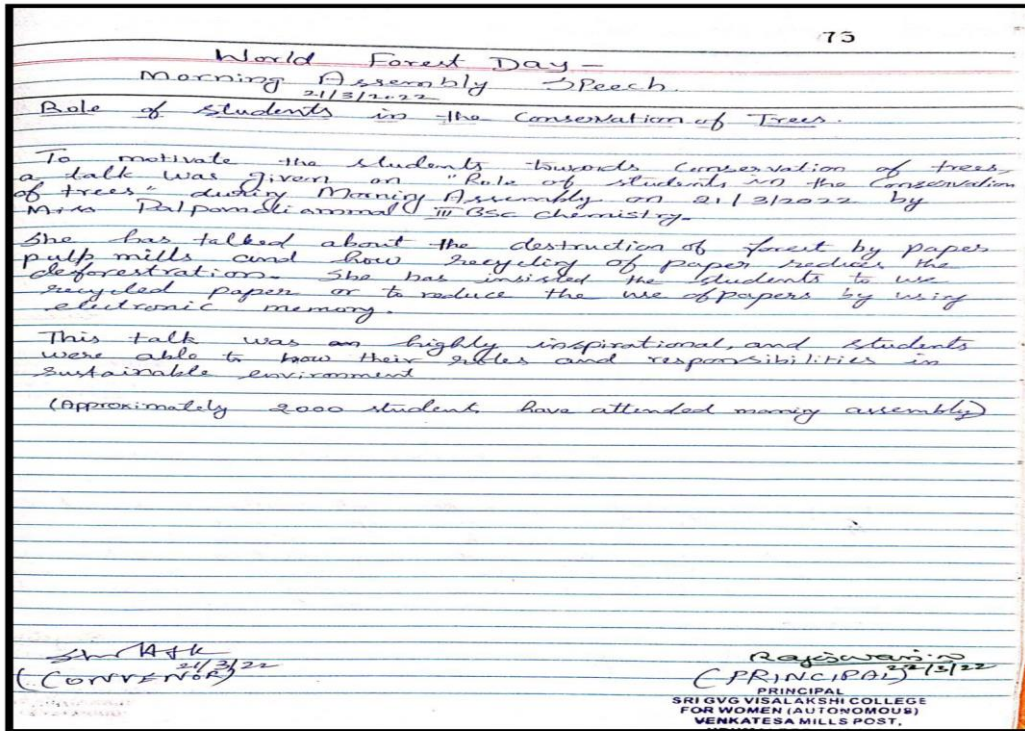 75
World Forest Day -
Morning Assembly Speech.
21/3/2022
Role of Students in the Conservation of Trees.
To motivate the students towards Conservation of trees,
a talk was given on "Role of students in the Conservation
of trees" during Morning Assembly on 21/3/2022 by
Miss III BSc Chemistry.
She has talked about the destruction of forest by paper
pulp mills and how recycling of paper reduces the
deforestration. She has insisted the students to use
recycled paper or to reduce the use of papers by using
electronic memory.
This talk was an highly inspirational, and students
were able to know their roles and responsibilities in
sustainable environment
(Approximately 2000 student have attended morning assembly)
21/3/22
(CONVENOR)
22/3/22
(PRINCIPAL)
PRINCIPAL
SRI GVG VISALAKSHI COLLEGE
FOR WOMEN (AUTONOMOUS)
VENKATESA MILLS POST,